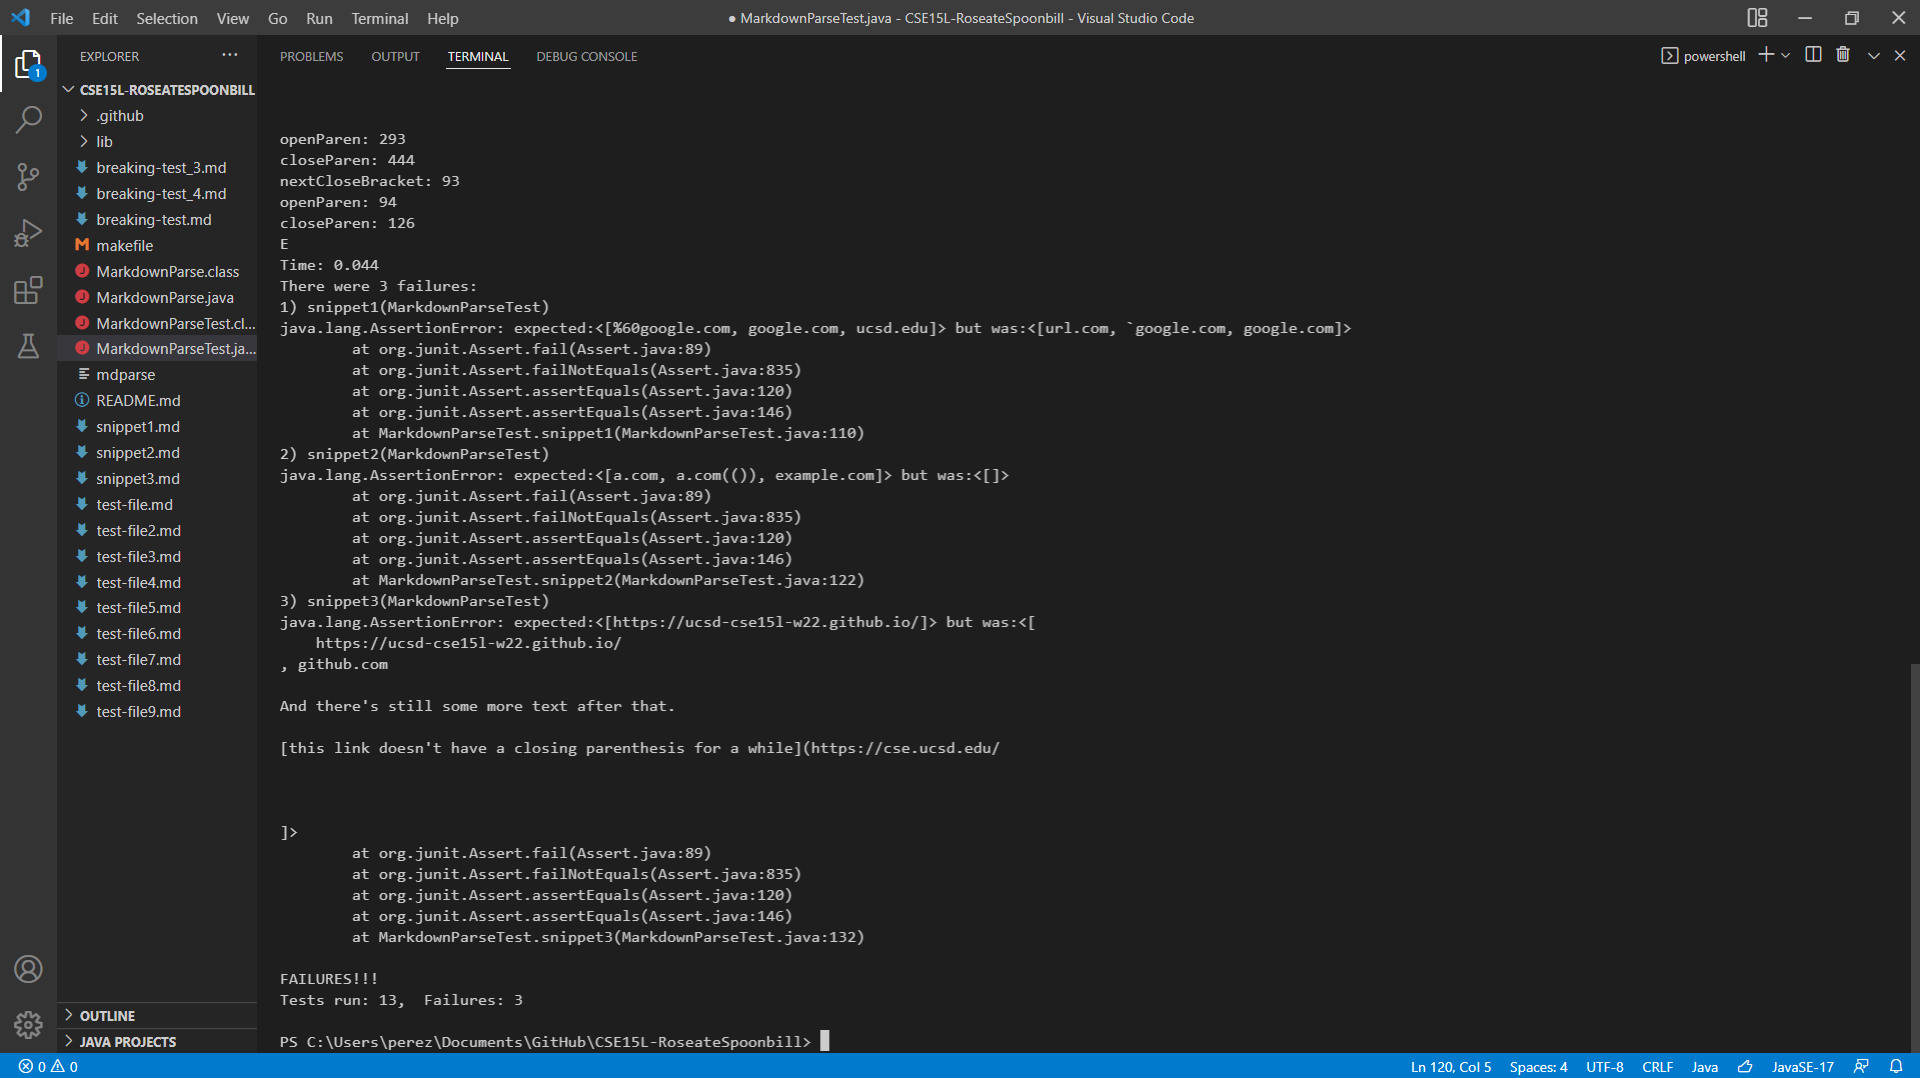 File Edit Selection View Go Run Terminal Help
● MarkdownParseTest.java - CSE15L-RoseateSpoonbill - Visual Studio Code
EXPLORER ···
1
CSE15L-ROSEATESPOONBILL
.github
lib
breaking-test_3.md
breaking-test_4.md
breaking-test.md
makefile
MarkdownParse.class
MarkdownParse.java
MarkdownParseTest.cl...
MarkdownParseTest.ja...
mdparse
README.md
snippet1.md
snippet2.md
snippet3.md
test-file.md
test-file2.md
test-file3.md
test-file4.md
test-file5.md
test-file6.md
test-file7.md
test-file8.md
test-file9.md
OUTLINE
JAVA PROJECTS
PROBLEMS OUTPUT TERMINAL DEBUG CONSOLE
powershell
openParen: 293
closeParen: 444
nextCloseBracket: 93
openParen: 94
closeParen: 126
E
Time: 0.044
There were 3 failures:
1) snippet1(MarkdownParseTest)
java.lang.AssertionError: expected:<[%60google.com, google.com, ucsd.edu]> but was:<[url.com, `google.com, google.com]>
at org.junit.Assert.fail(Assert.java:89)
at org.junit.Assert.failNotEquals(Assert.java:835)
at org.junit.Assert.assertEquals(Assert.java:120)
at org.junit.Assert.assertEquals(Assert.java:146)
at MarkdownParseTest.snippet1(MarkdownParseTest.java:110)
2) snippet2(MarkdownParseTest)
java.lang.AssertionError: expected:<[a.com, a.com(()), example.com]> but was:<[]>
at org.junit.Assert.fail(Assert.java:89)
at org.junit.Assert.failNotEquals(Assert.java:835)
at org.junit.Assert.assertEquals(Assert.java:120)
at org.junit.Assert.assertEquals(Assert.java:146)
at MarkdownParseTest.snippet2(MarkdownParseTest.java:122)
3) snippet3(MarkdownParseTest)
java.lang.AssertionError: expected:<[https://ucsd-cse15l-w22.github.io/]> but was:<[
https://ucsd-cse15l-w22.github.io/
, github.com
And there's still some more text after that.
[this link doesn't have a closing parenthesis for a while](https://cse.ucsd.edu/
]>
at org.junit.Assert.fail(Assert.java:89)
at org.junit.Assert.failNotEquals(Assert.java:835)
at org.junit.Assert.assertEquals(Assert.java:120)
at org.junit.Assert.assertEquals(Assert.java:146)
at MarkdownParseTest.snippet3(MarkdownParseTest.java:132)
FAILURES!!!
Tests run: 13,  Failures: 3
PS C:\Users\perez\Documents\GitHub\CSE15L-RoseateSpoonbill>
0 0
Ln 120, Col 5 Spaces: 4 UTF-8 CRLF Java JavaSE-17